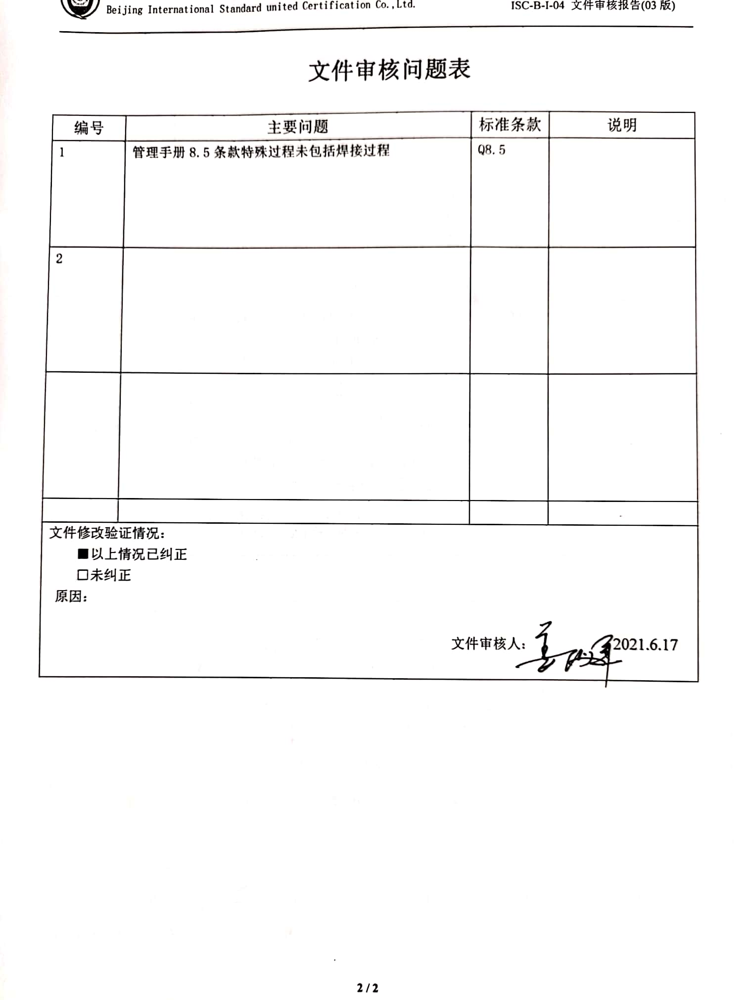 Beijing International Standard united Certification Co.,Ltd.
ISC-B-I-04 文件审核报告(03 版)
文件审核问题表
编号 主要问题 标准条款 说明
1 管理手册 8.5 条款特殊过程未包括焊接过程 Q8.5
2
文件修改验证情况：
■以上情况已纠正
□未纠正
原因：
文件审核人： 2021.6.17
2 / 2